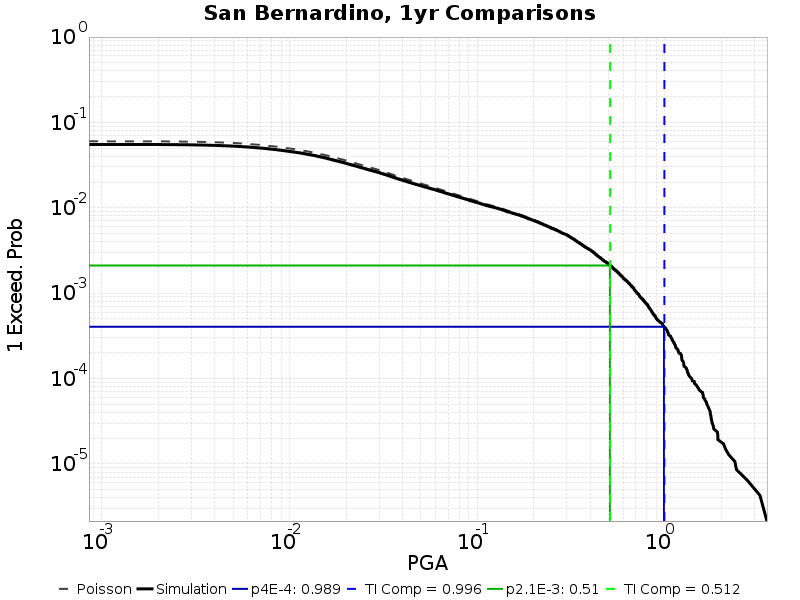 San Bernardino, 1yr Comparisons
10^0
10^-1
10^-2
10^-3
10^-4
10^-5
1 Exceed. Prob
10^-3 10^-2 10^-1 10^0
PGA
Poisson Simulation p4E-4: 0.989 TI Comp = 0.996 p2.1E-3: 0.51 TI Comp = 0.512